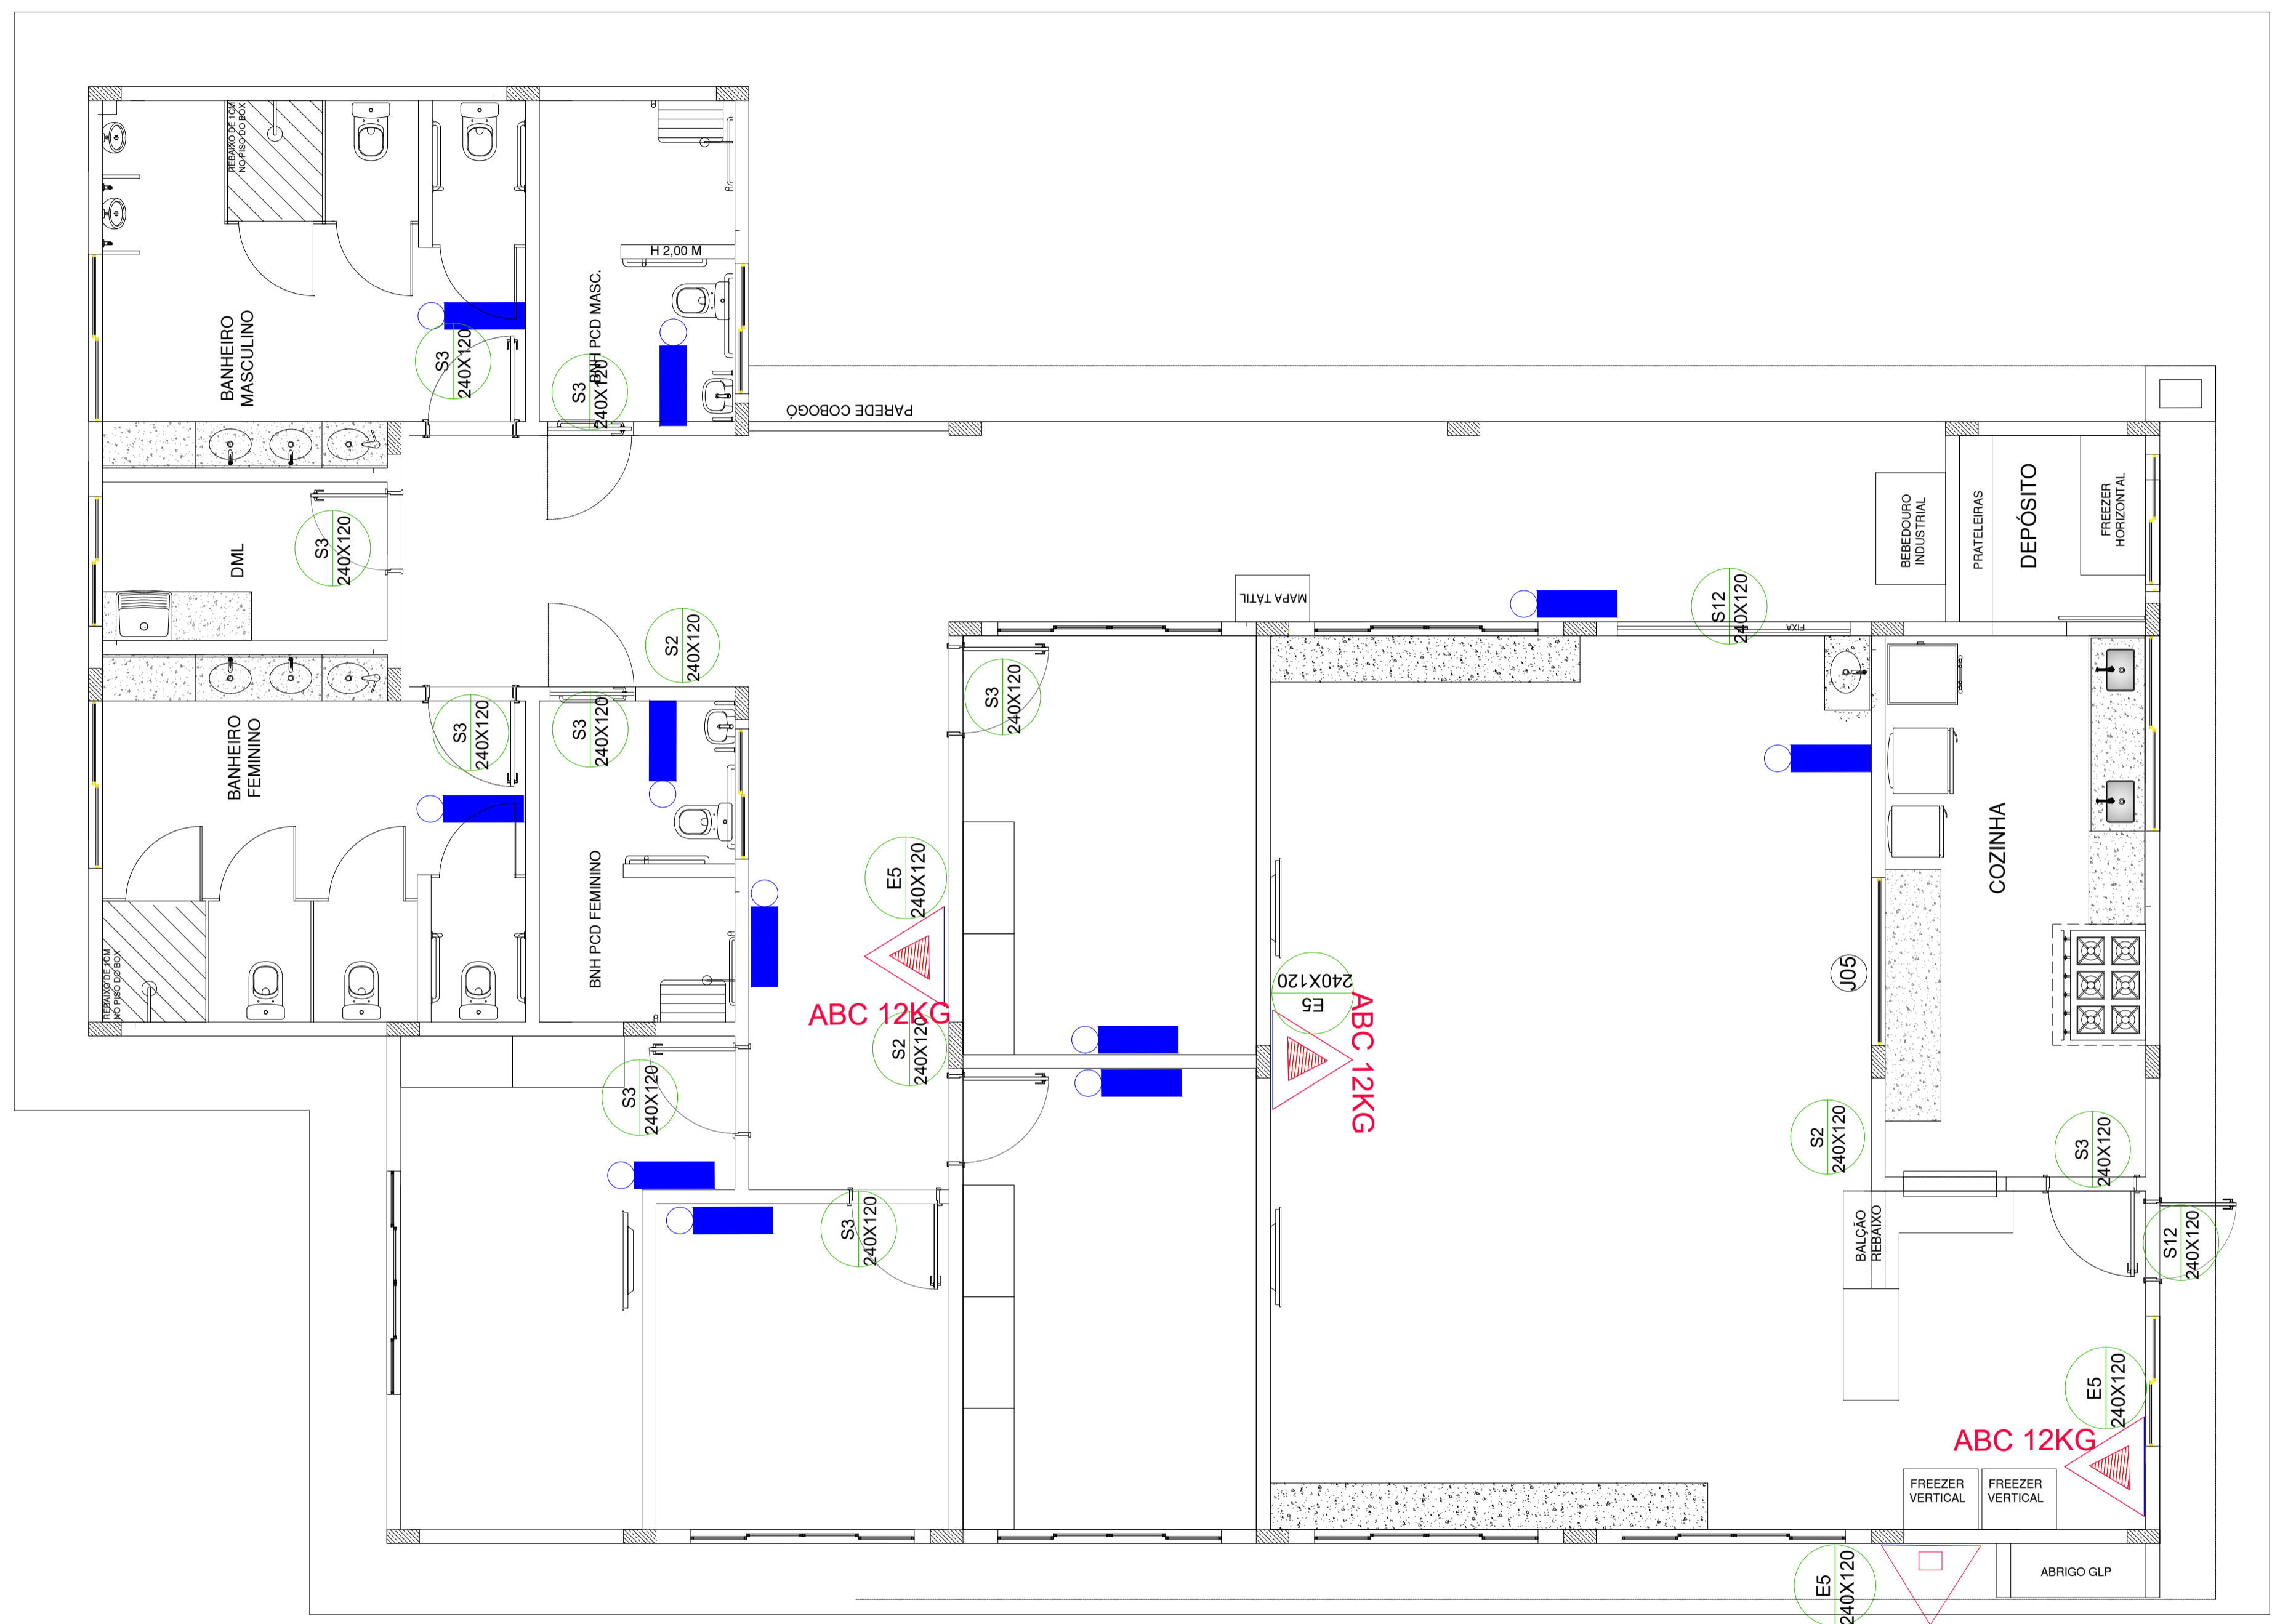 REBAIXO DE 1CM
NO PISO DO BOX
H 2,00 M
BNH PCD MASC.
BANHEIRO
MASCULINO
S3
240X120
S3
240X120
PAREDE COBOGÓ
DML
S3
240X120
S2
240X120
MAPA TÁTIL
S12
240X120
FIXA
BEBEDOURO
INDUSTRIAL
PRATELEIRAS
DEPÓSITO
FREEZER
HORIZONTAL
BANHEIRO
FEMININO
S3
240X120
S3
240X120
S3
240X120
BNH PCD FEMININO
REBAIXO DE 1CM
NO PISO DO BOX
E5
240X120
ABC 12KG
S2
240X120
E5
240X120
ABC 12KG
COZINHA
J05
S3
240X120
S3
240X120
S2
240X120
S3
240X120
BALÇÃO
REBAIXO
S12
240X120
E5
240X120
ABC 12KG
FREEZER
VERTICAL
FREEZER
VERTICAL
E5
240X120
ABRIGO GLP